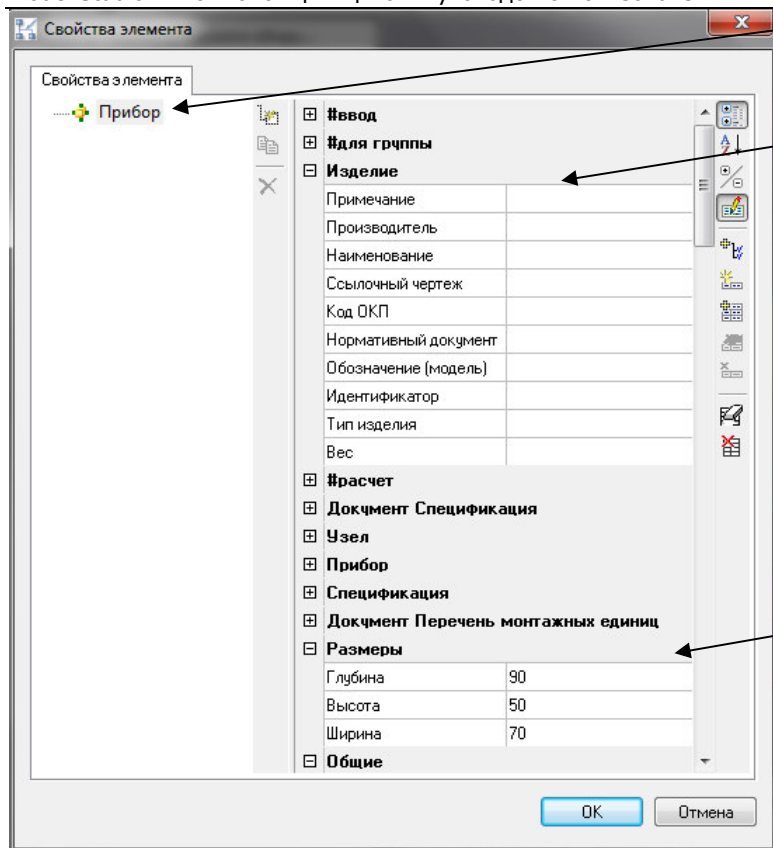 Свойства элемента
Свойства элемента
Прибор
#ввод
#для группы
Изделие
Примечание
Производитель
Наименование
Ссылочный чертеж
Код ОКП
Нормативный документ
Обозначение (модель)
Идентификатор
Тип изделия
Вес
#расчет
Документ Спецификация
Узел
Прибор
Спецификация
Документ Перечень монтажных единиц
Размеры
Глубина 90
Высота 50
Ширина 70
Общие
OK Отмена